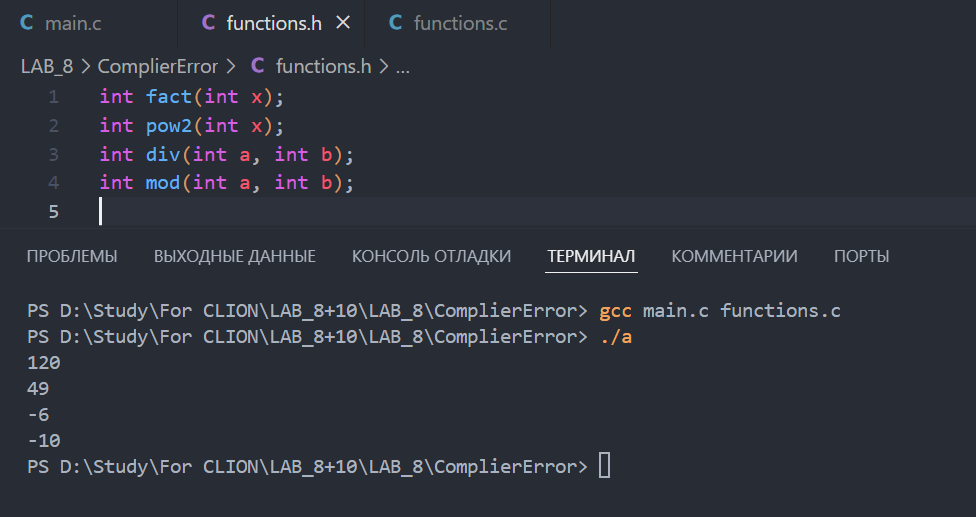 C main.c C functions.h × C functions.c
LAB_8 > ComplierError > C functions.h > ...
1 int fact(int x);
2 int pow2(int x);
3 int div(int a, int b);
4 int mod(int a, int b);
5
ПРОБЛЕМЫ ВЫХОДНЫЕ ДАННЫЕ КОНСОЛЬ ОТЛАДКИ ТЕРМИНАЛ КОММЕНТАРИИ ПОРТЫ
PS D:\Study\For CLION\LAB_8+10\LAB_8\ComplierError> gcc main.c functions.c
PS D:\Study\For CLION\LAB_8+10\LAB_8\ComplierError> ./a
120
49
-6
-10
PS D:\Study\For CLION\LAB_8+10\LAB_8\ComplierError>